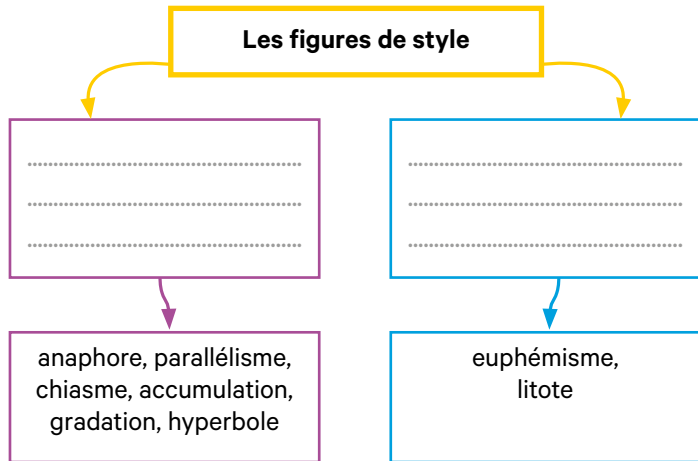 Les figures de style
anaphore, parallélisme,
chiasme, accumulation,
gradation, hyperbole
euphémisme,
litote